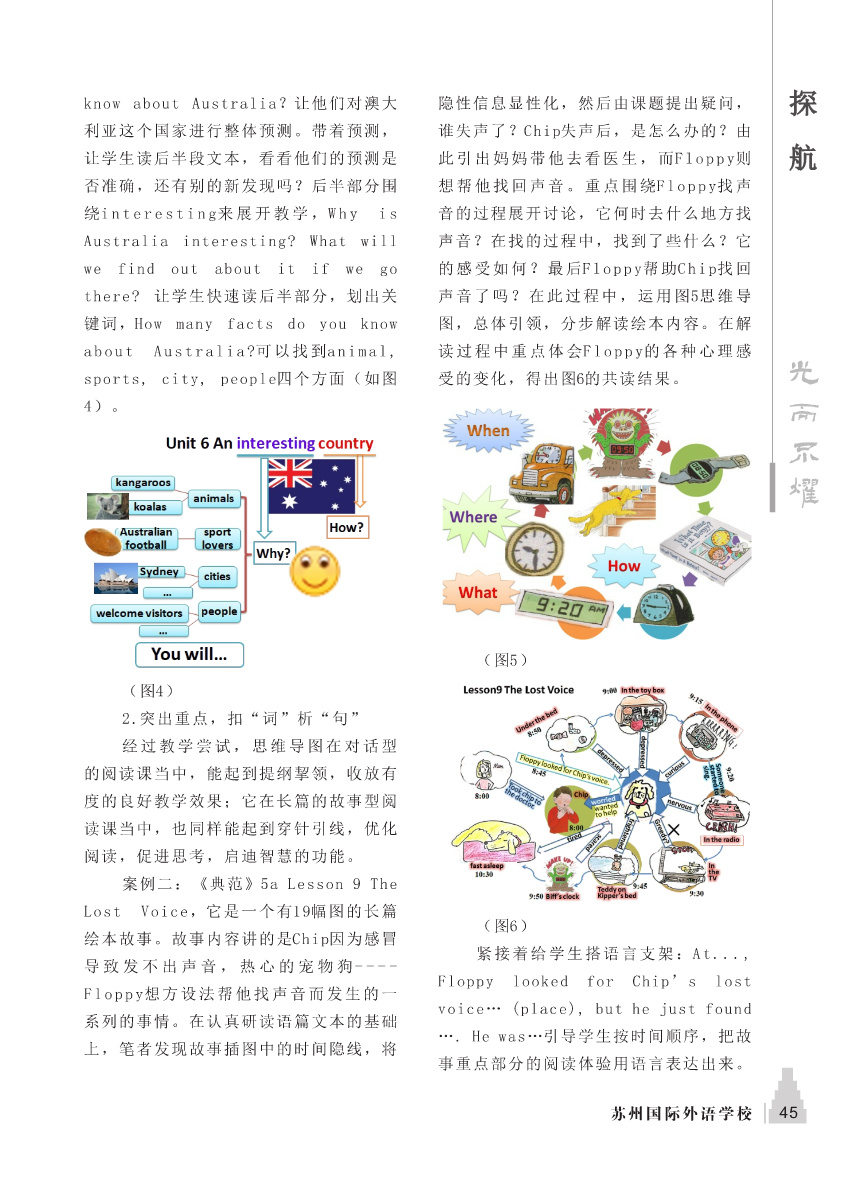 know about Australia？让他们对澳大
利亚这个国家进行整体预测。带着预测，
让学生读后半段文本，看看他们的预测是
否准确，还有别的新发现吗？后半部分围
绕interesting来展开教学，Why is
Australia interesting? What will
we find out about it if we go
there? 让学生快速读后半部分，划出关
键词，How many facts do you know
about Australia?可以找到animal,
sports, city, people四个方面（如图
4）。
Unit 6 An interesting country
kangaroos
koalas
animals
Australian
football
sport
lovers
Sydney
...
cities
welcome visitors
...
people
Why?
How?
You will...
（图4）
2.突出重点，扣“词”析“句”
经过教学尝试，思维导图在对话型
的阅读课当中，能起到提纲挈领，收放有
度的良好教学效果；它在长篇的故事型阅
读课当中，也同样能起到穿针引线，优化
阅读，促进思考，启迪智慧的功能。
案例二：《典范》5a Lesson 9 The
Lost Voice，它是一个有19幅图的长篇
绘本故事。故事内容讲的是Chip因为感冒
导致发不出声音，热心的宠物狗----
Floppy想方设法帮他找声音而发生的一
系列的事情。在认真研读语篇文本的基础
上，笔者发现故事插图中的时间隐线，将
隐性信息显性化，然后由课题提出疑问，
谁失声了？Chip失声后，是怎么办的？由
此引出妈妈带他去看医生，而Floppy则
想帮他找回声音。重点围绕Floppy找声
音的过程展开讨论，它何时去什么地方找
声音？在找的过程中，找到了些什么？它
的感受如何？最后Floppy帮助Chip找回
声音了吗？在此过程中，运用图5思维导
图，总体引领，分步解读绘本内容。在解
读过程中重点体会Floppy的各种心理感
受的变化，得出图6的共读结果。
When
Where
What
How
9:20 AM
（图5）
Lesson9 The Lost Voice
9:00 In the toy box
9:15 In the phone
Under the bed
8:50
Floppy looked for Chip's voice.
8:45
depressed
depressed
curious
9:20
Someone started to sing.
Mum
8:00
took chip to
the doctor
Chip
8:00
worried
wanted
to help
nervous
CRASH!
In the radio
tired
scared
fast asleep
10:30
WAKE UP!
9:50 Biff's clock
Teddy on
Kipper's bed
9:45
In
the
TV
9:30
（图6）
紧接着给学生搭语言支架：At...,
Floppy looked for Chip’s lost
voice… (place), but he just found
…. He was…引导学生按时间顺序，把故
事重点部分的阅读体验用语言表达出来。
探
航
光
而
不
耀
苏州国际外语学校
45